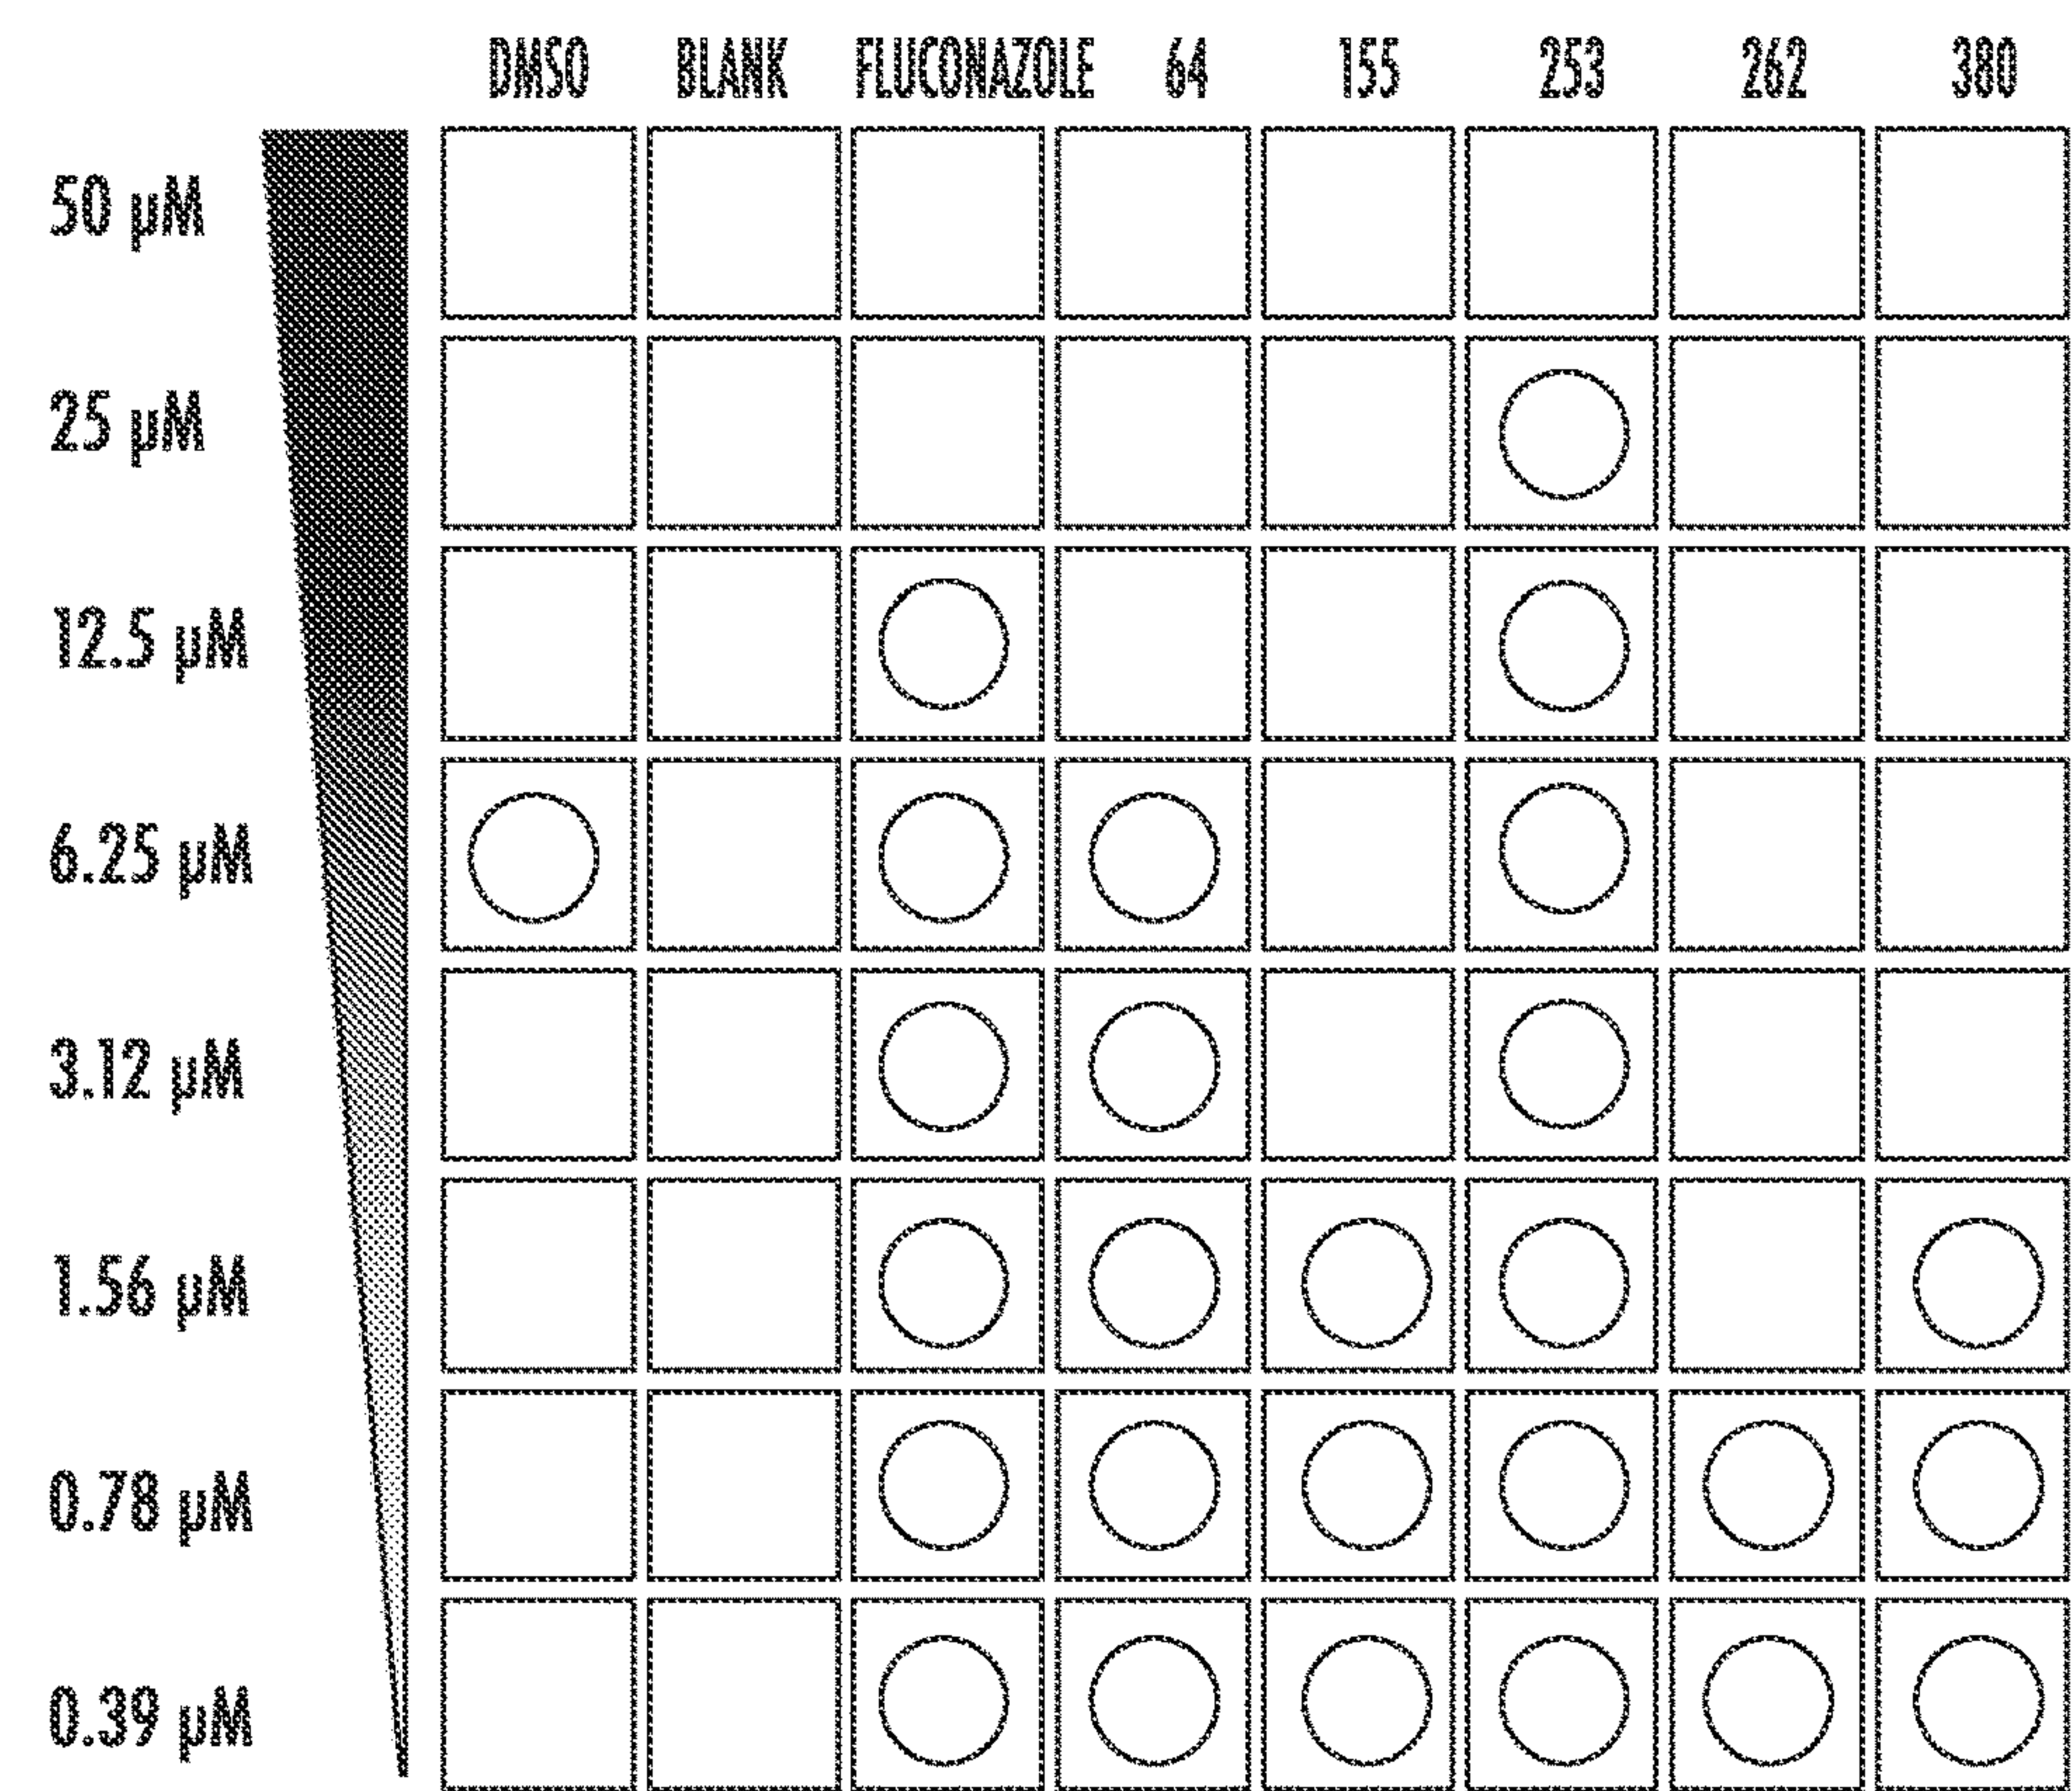 DMSO BLANK FLUCONAZOLE 64 155 253 262 380
50 µM
25 µM
12.5 µM
6.25 µM
3.12 µM
1.56 µM
0.78 µM
0.39 µM